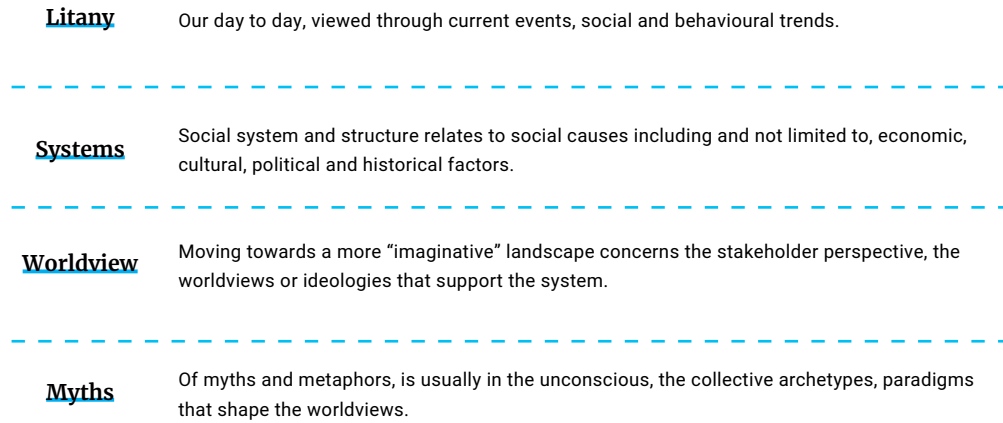 Litany
Our day to day, viewed through current events, social and behavioural trends.
Systems
Social system and structure relates to social causes including and not limited to, economic,
cultural, political and historical factors.
Worldview
Moving towards a more “imaginative” landscape concerns the stakeholder perspective, the
worldviews or ideologies that support the system.
Myths
Of myths and metaphors, is usually in the unconscious, the collective archetypes, paradigms
that shape the worldviews.